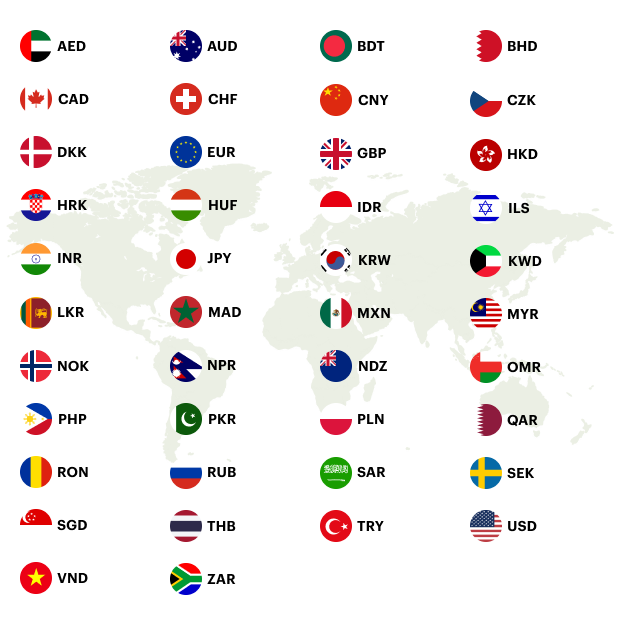 AED AUD BDT BHD
CAD CHF CNY CZK
DKK EUR GBP HKD
HRK HUF IDR ILS
INR JPY KRW KWD
LKR MAD MXN MYR
NOK NPR NDZ OMR
PHP PKR PLN QAR
RON RUB SAR SEK
SGD THB TRY USD
VND ZAR